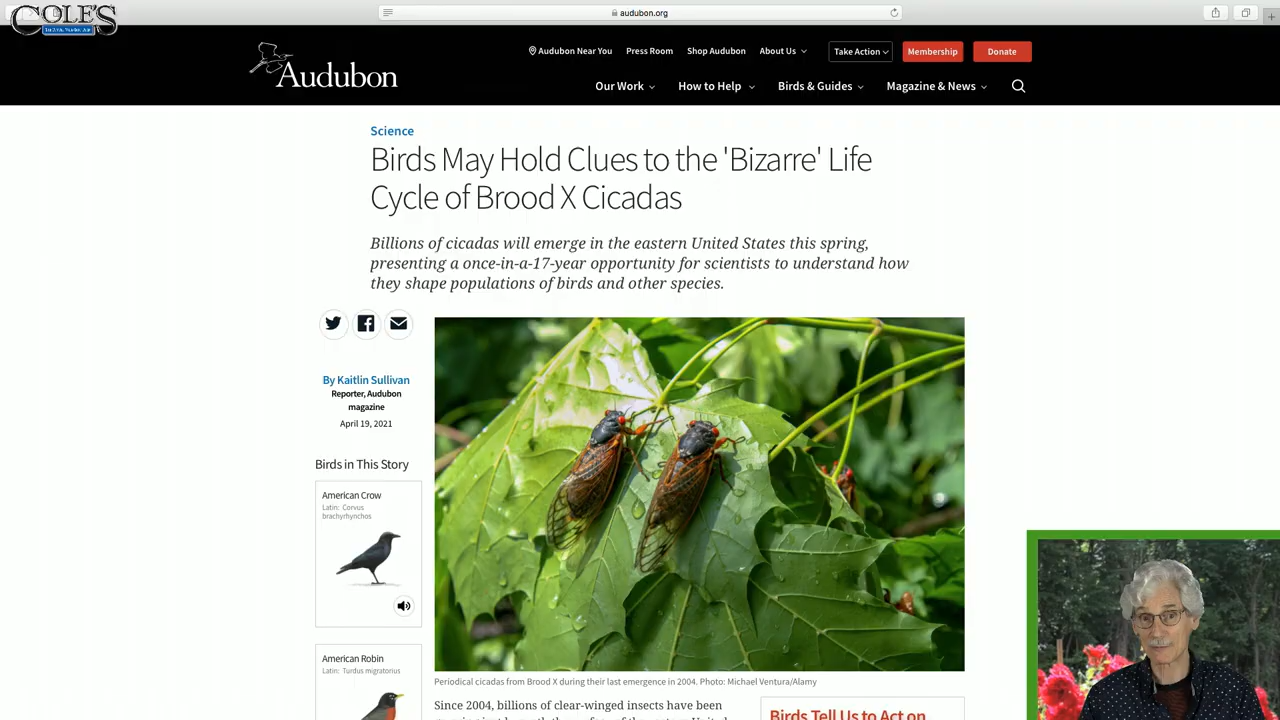 COLE'S
audubon.org
Audubon
Audubon Near You Press Room Shop Audubon About Us Take Action Membership Donate
Our Work How to Help Birds & Guides Magazine & News
Science
Birds May Hold Clues to the 'Bizarre' Life
Cycle of Brood X Cicadas
Billions of cicadas will emerge in the eastern United States this spring,
presenting a once-in-a-17-year opportunity for scientists to understand how
they shape populations of birds and other species.
By Kaitlin Sullivan
Reporter, Audubon
magazine
April 19, 2021
Birds in This Story
American Crow
Latin: Corvus
brachyrhynchos
American Robin
Latin: Turdus migratorius
Periodical cicadas from Brood X during their last emergence in 2004. Photo: Michael Ventura/Alamy
Since 2004, billions of clear-winged insects have been
Birds Tell Us to Act on